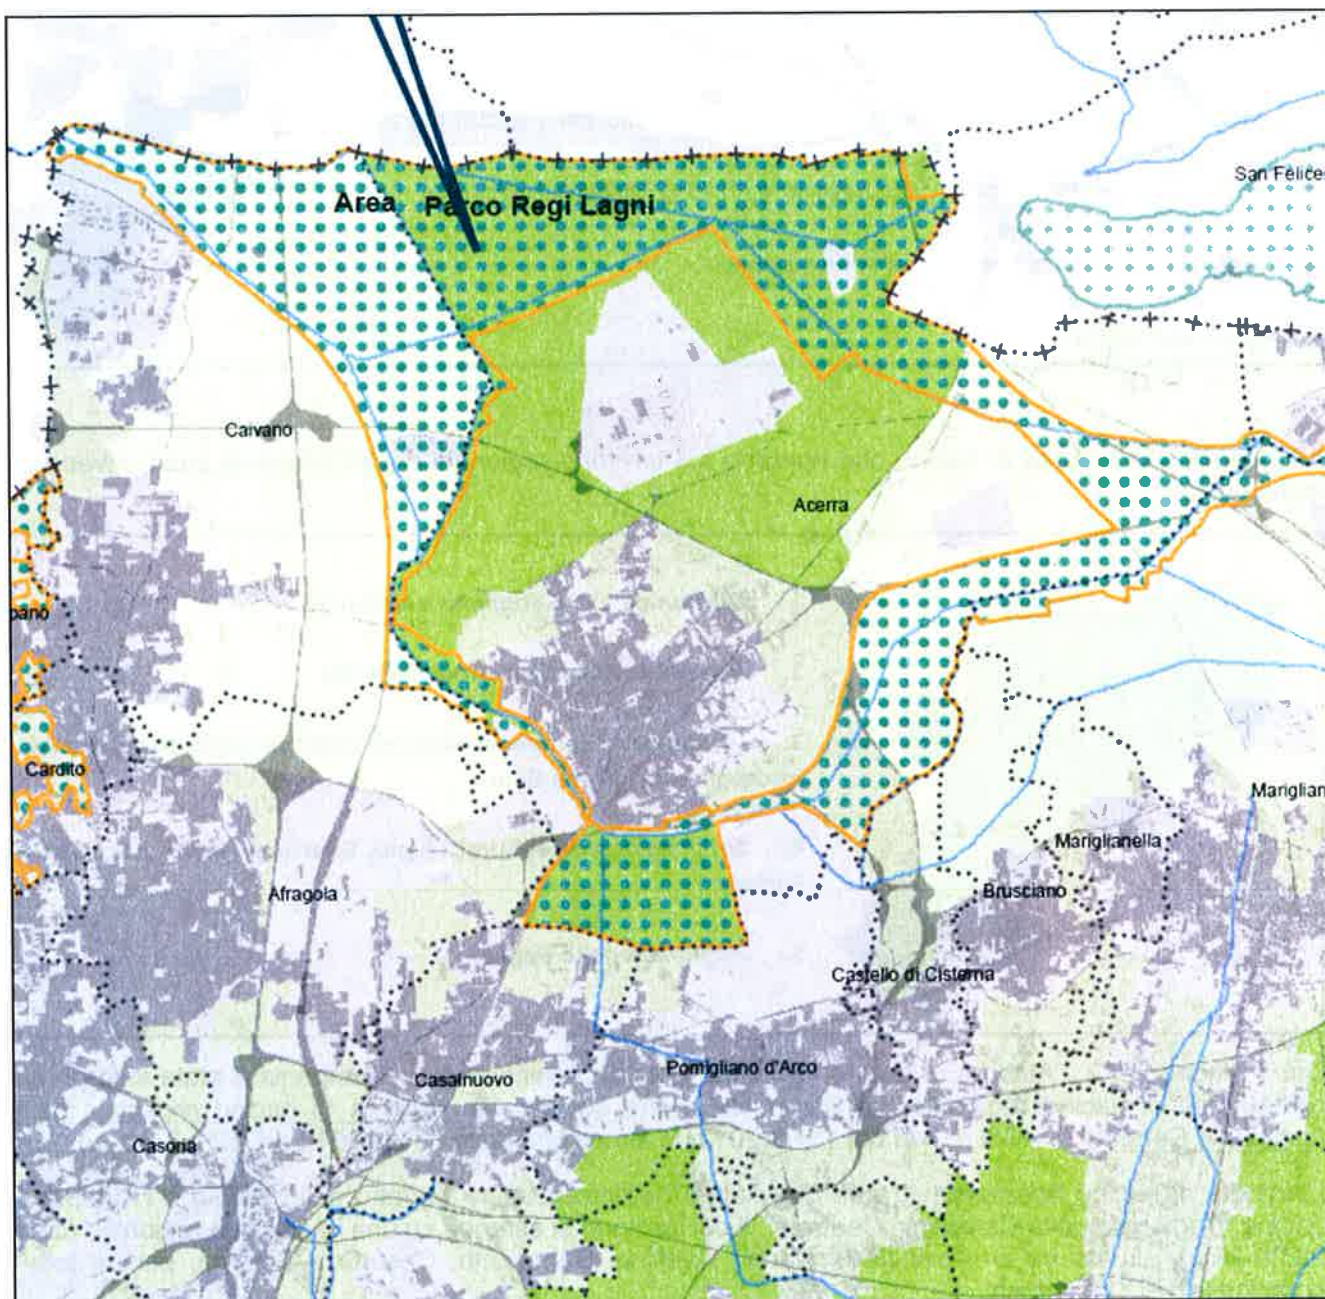 San Felice
Area Parco Regi Lagni
Caivano
Acerra
Cardito
Mariglian
Mariglianella
Afragola
Brusciano
Castello di Cisterna
Pomigliano d'Arco
Casalnuovo
Casoria